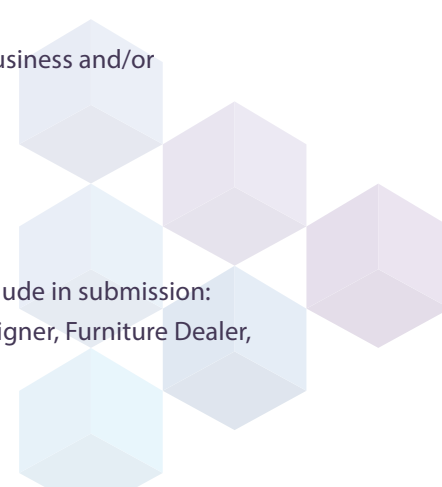 usiness and/or
ude in submission:
igner, Furniture Dealer,